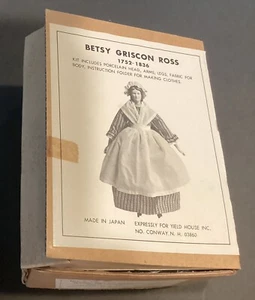 BETSY GRISCON ROSS
1752-1836
KIT INCLUDES PORCELAIN HEAD, ARMS, LEGS, FABRIC FOR
BODY, INSTRUCTION FOLDER FOR MAKING CLOTHES.
MADE IN JAPAN EXPRESSLY FOR YIELD HOUSE INC.,
NO. CONWAY, N. H. 03860